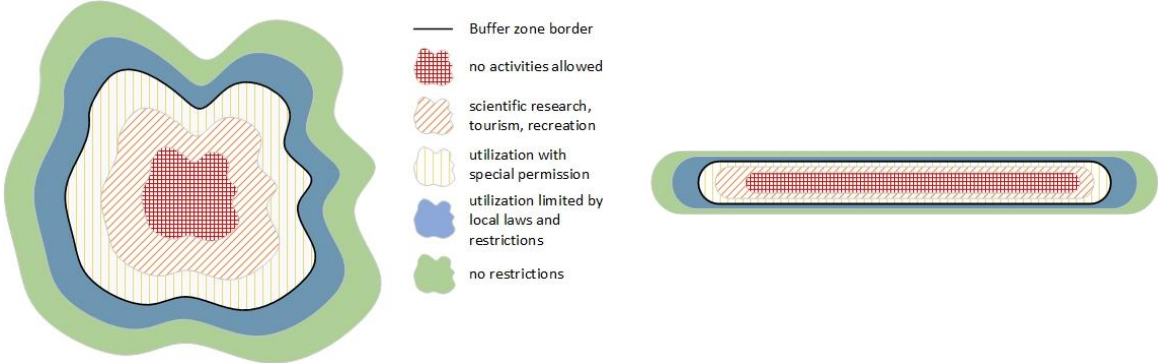 Buffer zone border
no activities allowed
scientific research,
tourism, recreation
utilization with
special permission
utilization limited by
local laws and
restrictions
no restrictions